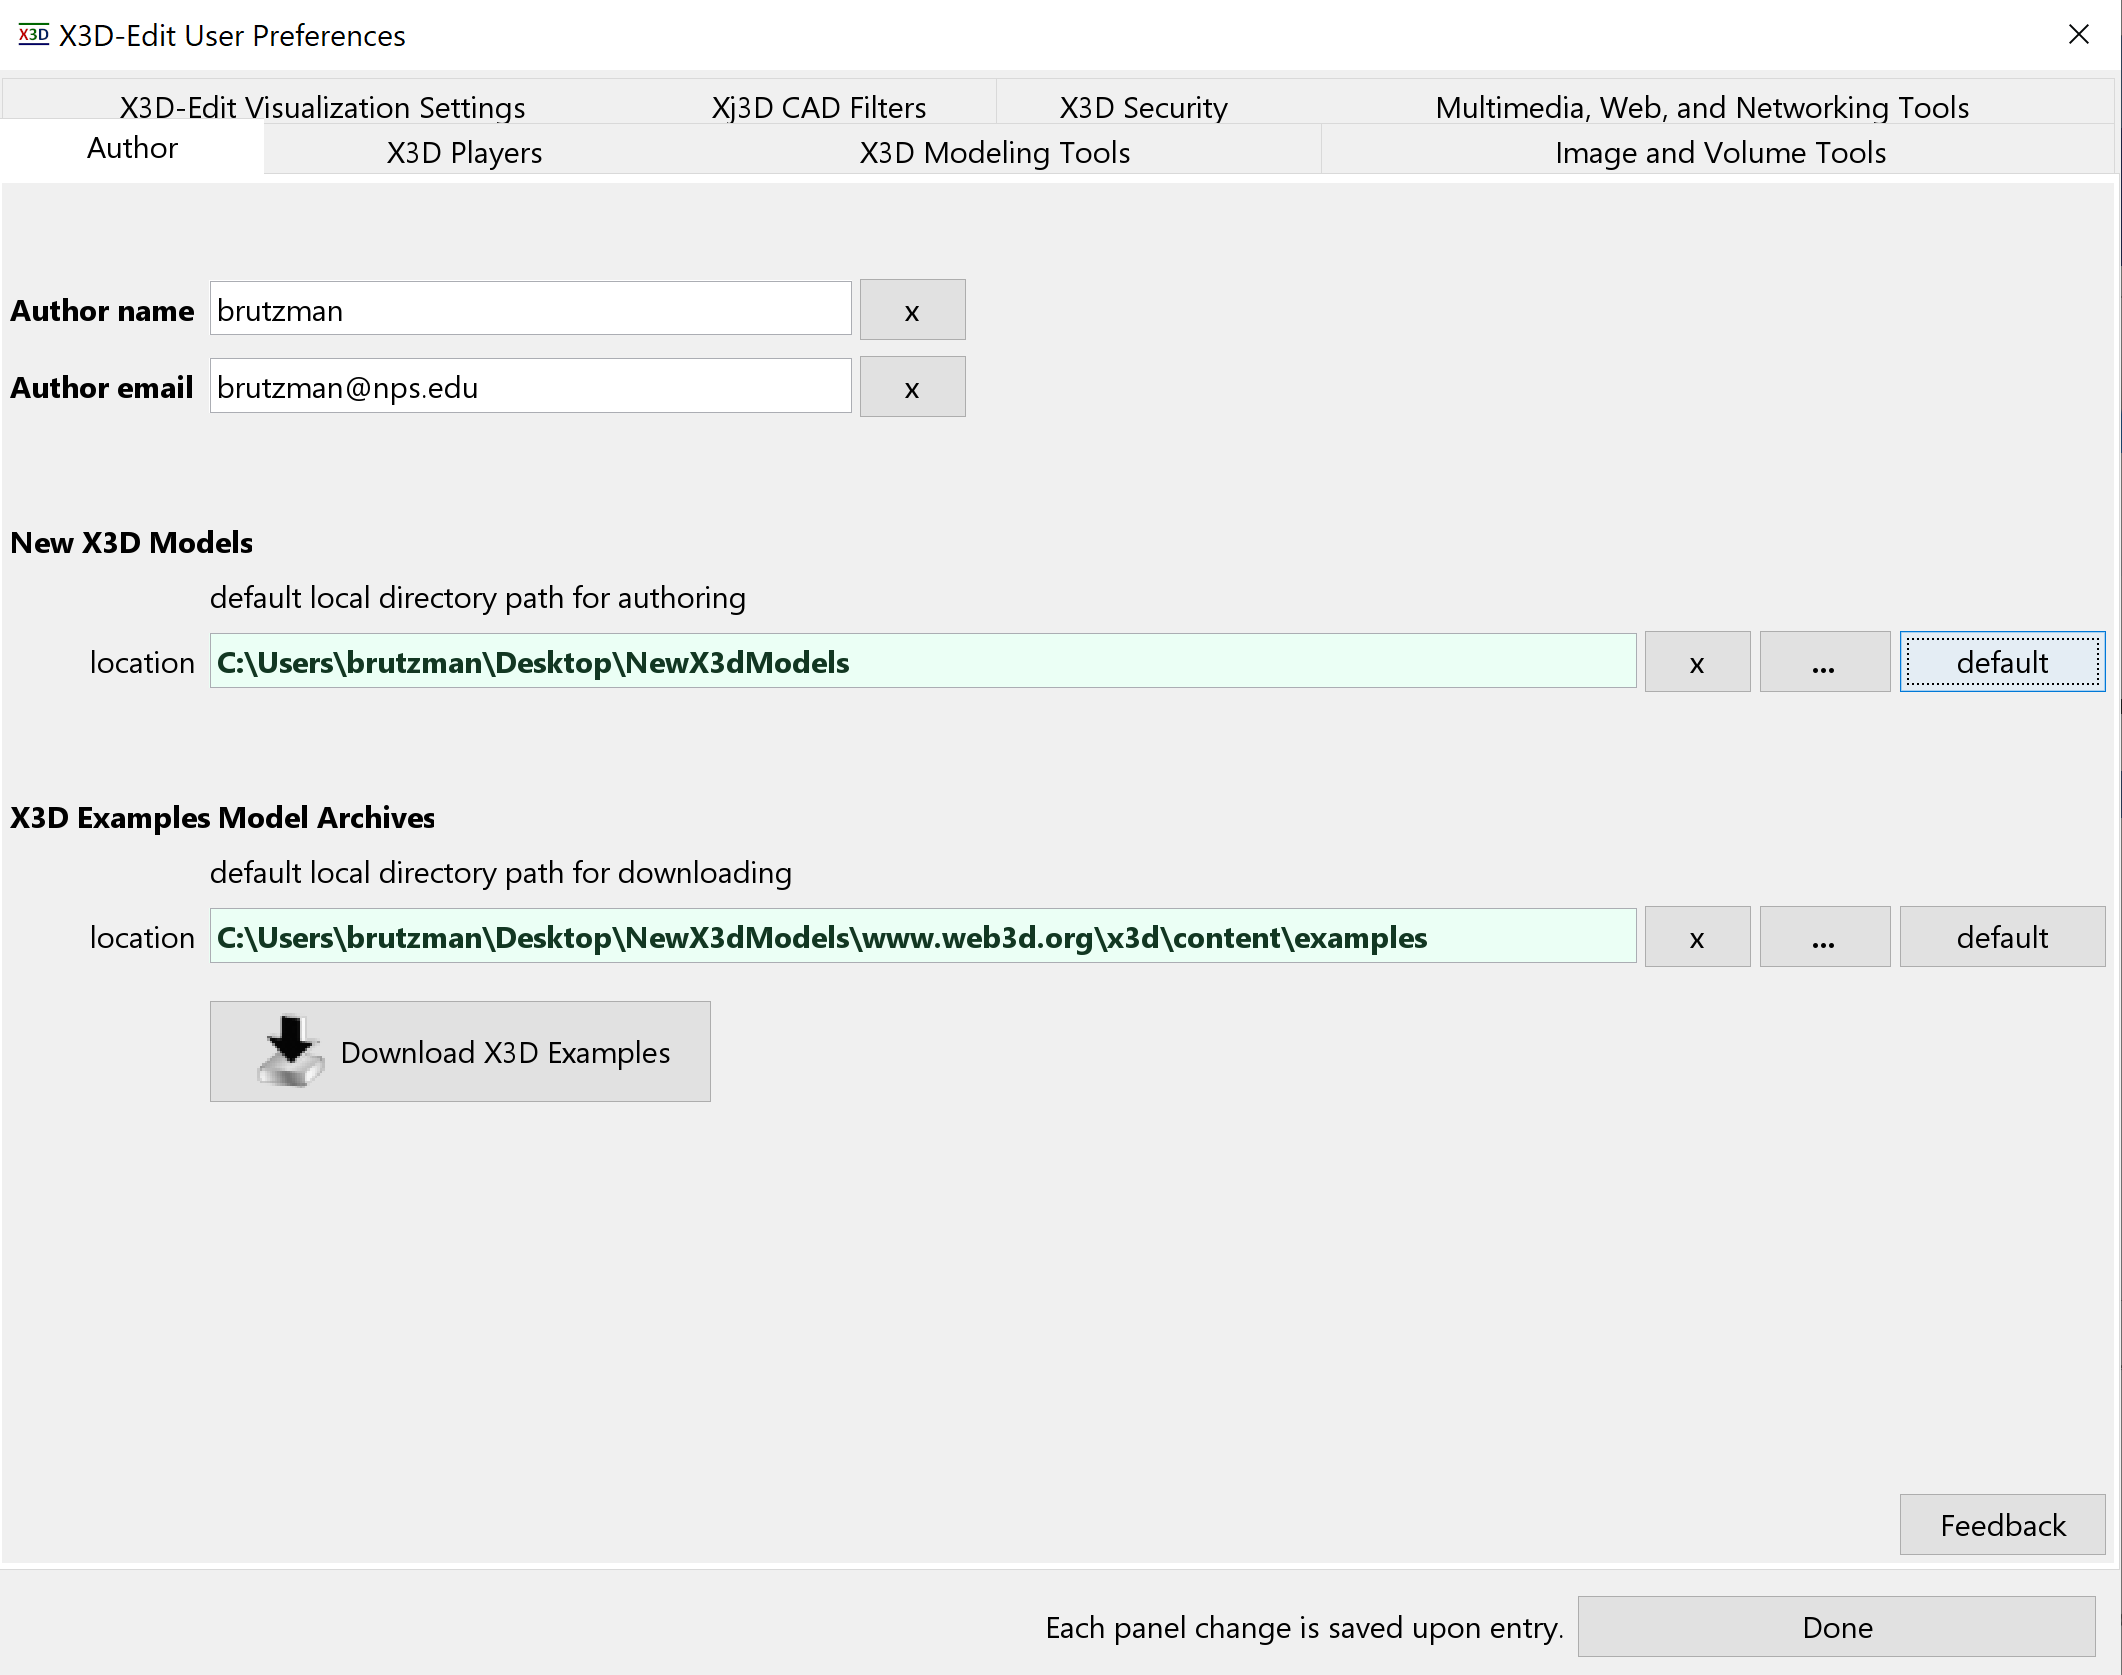 X3D X3D-Edit User Preferences
X3D-Edit Visualization Settings Xj3D CAD Filters X3D Security Multimedia, Web, and Networking Tools
Author X3D Players X3D Modeling Tools Image and Volume Tools
Author name brutzman x
Author email brutzman@nps.edu x
New X3D Models
default local directory path for authoring
location C:\Users\brutzman\Desktop\NewX3dModels x ... default
X3D Examples Model Archives
default local directory path for downloading
location C:\Users\brutzman\Desktop\NewX3dModels\www.web3d.org\x3d\content\examples x ... default
Download X3D Examples
Feedback
Each panel change is saved upon entry. Done